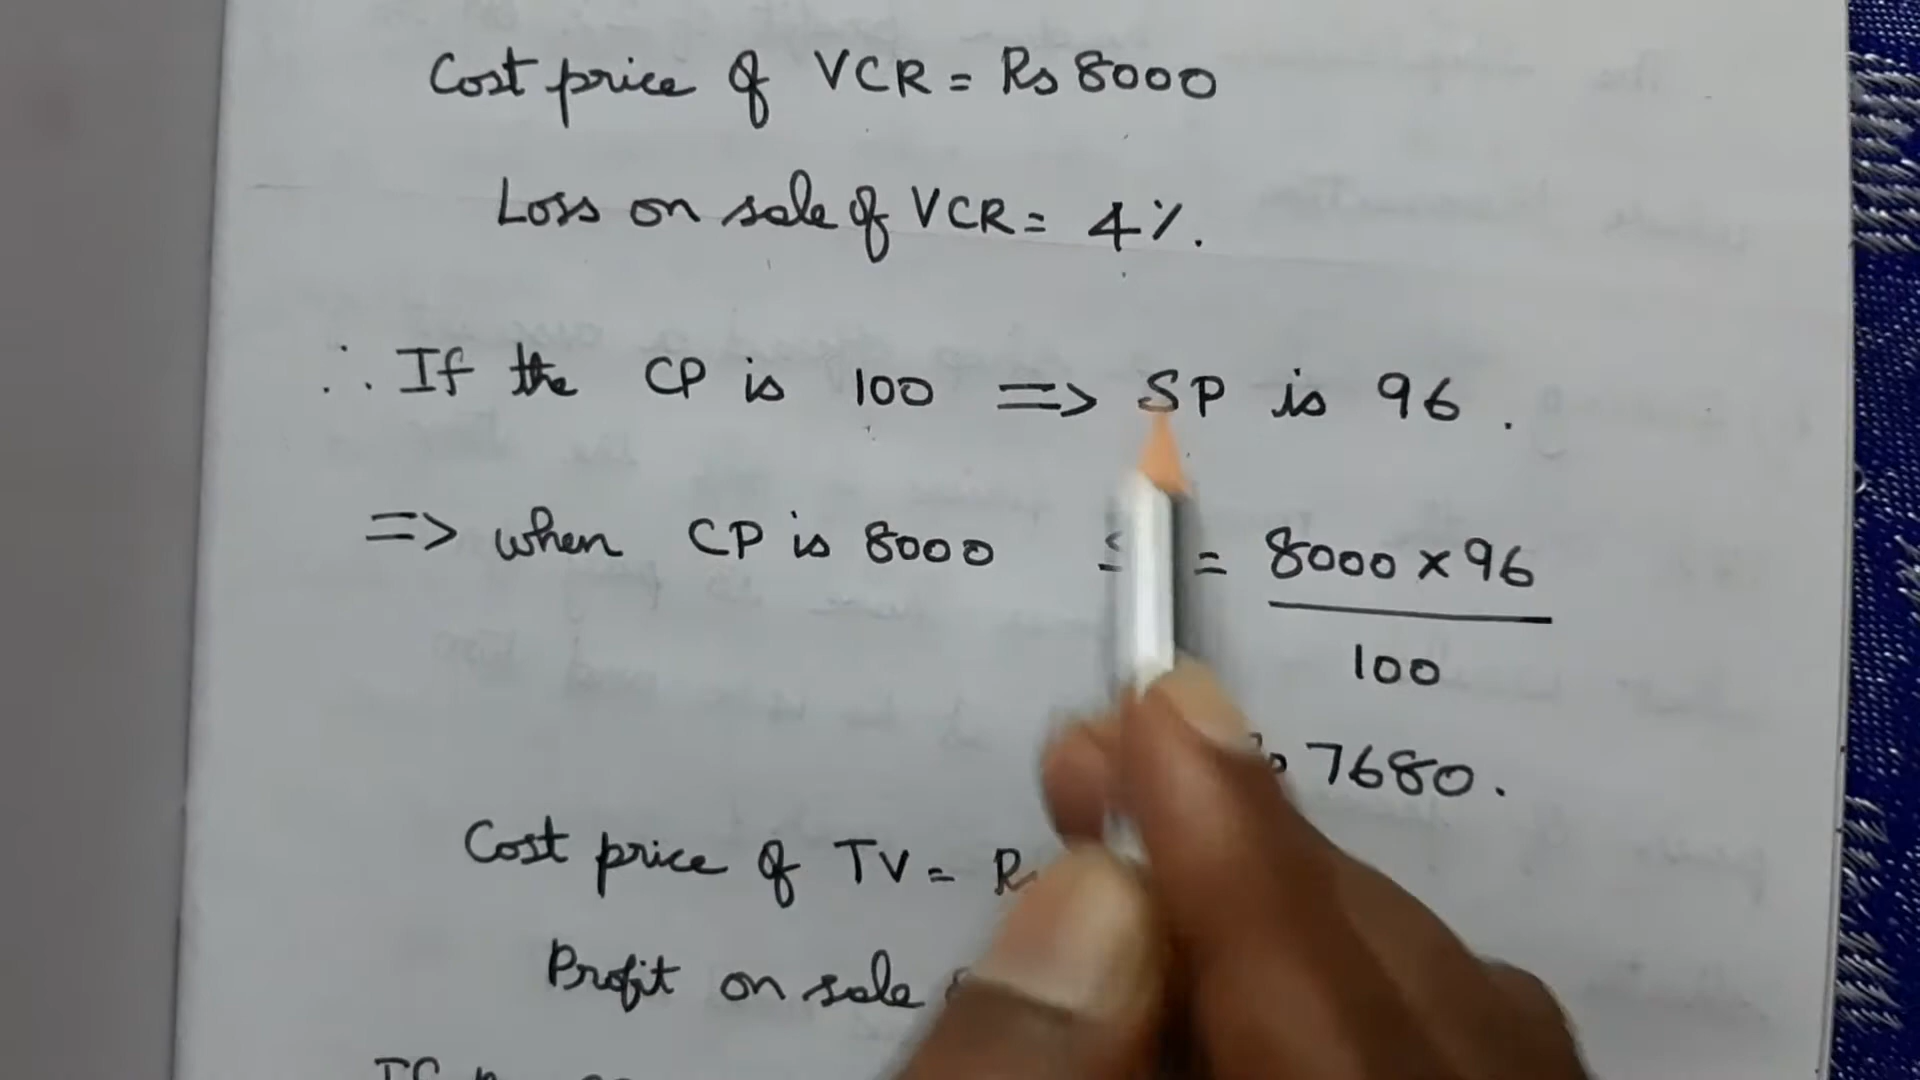 Cost price of VCR = Rs 8000
Loss on sale of VCR = 4%.
∴ If the CP is 100 => SP is 96.
=> when CP is 8000 = 8000 × 96
100
7680.
Cost price of TV =
Profit on sale